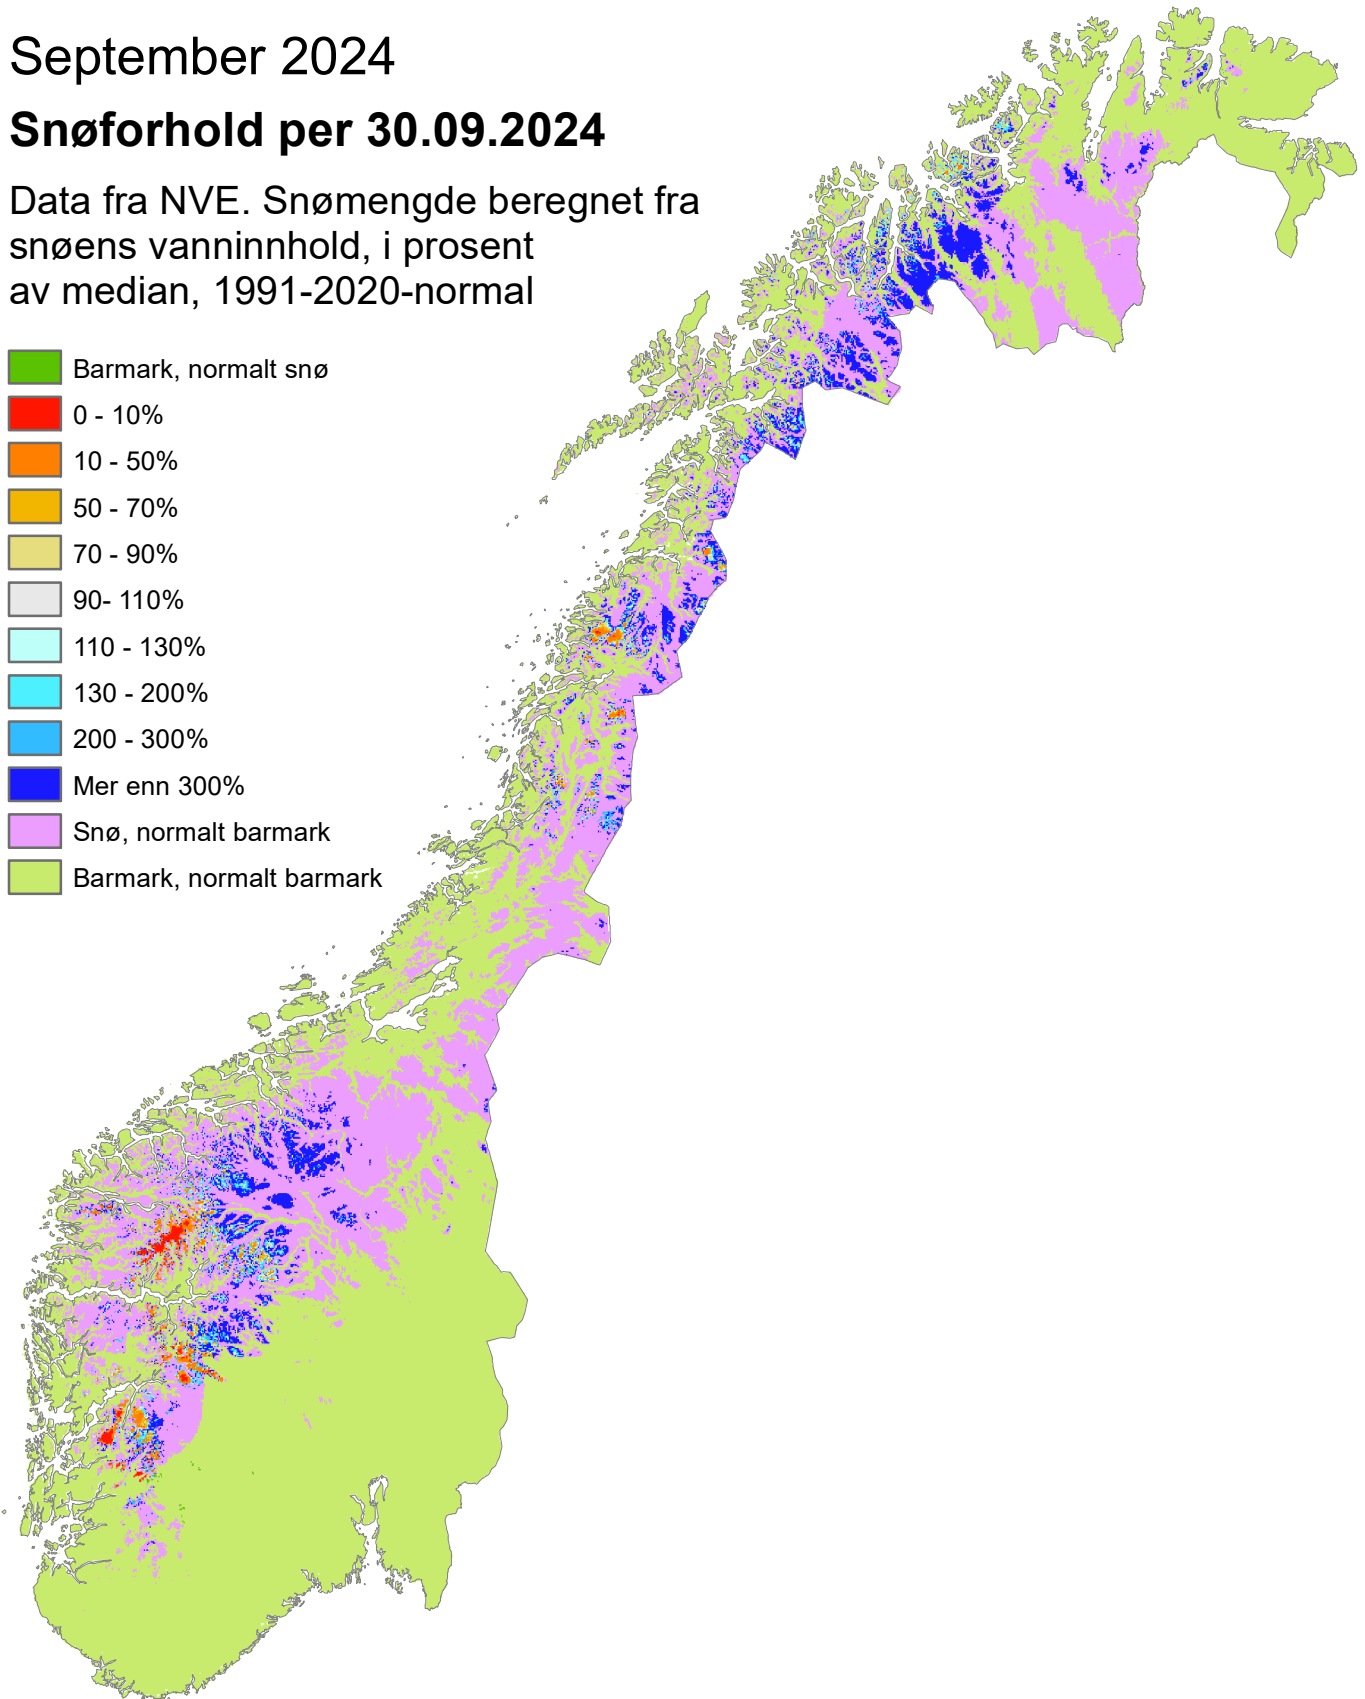 September 2024
Snøforhold per 30.09.2024
Data fra NVE. Snømengde beregnet fra
snøens vanninnhold, i prosent
av median, 1991-2020-normal
Barmark, normalt snø
0 - 10%
10 - 50%
50 - 70%
70 - 90%
90- 110%
110 - 130%
130 - 200%
200 - 300%
Mer enn 300%
Snø, normalt barmark
Barmark, normalt barmark